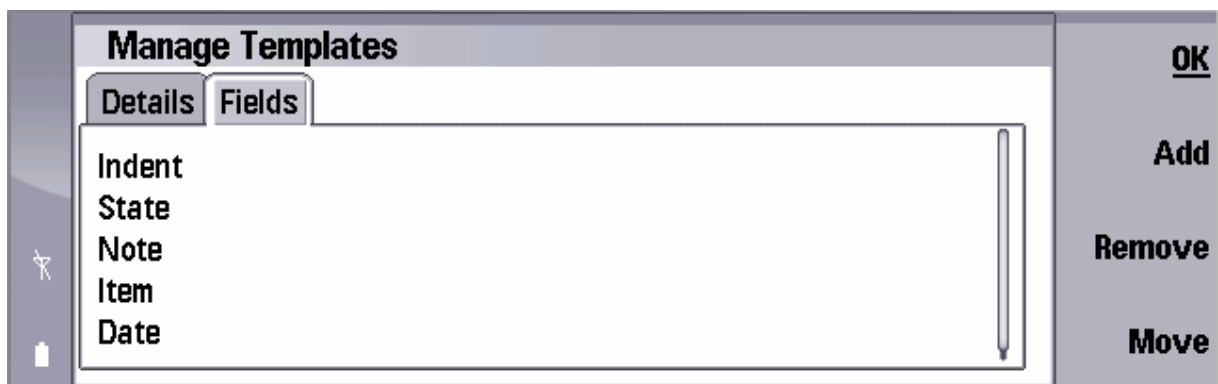 Manage Templates
Details Fields
Indent
State
Note
Item
Date
OK
Add
Remove
Move